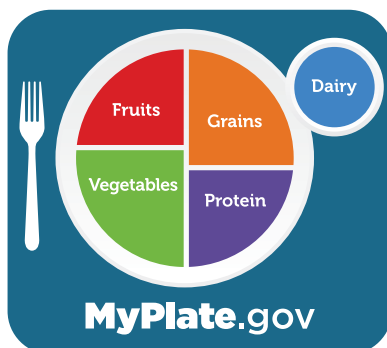 Dairy
Fruits
Grains
Vegetables
Protein
MyPlate.gov